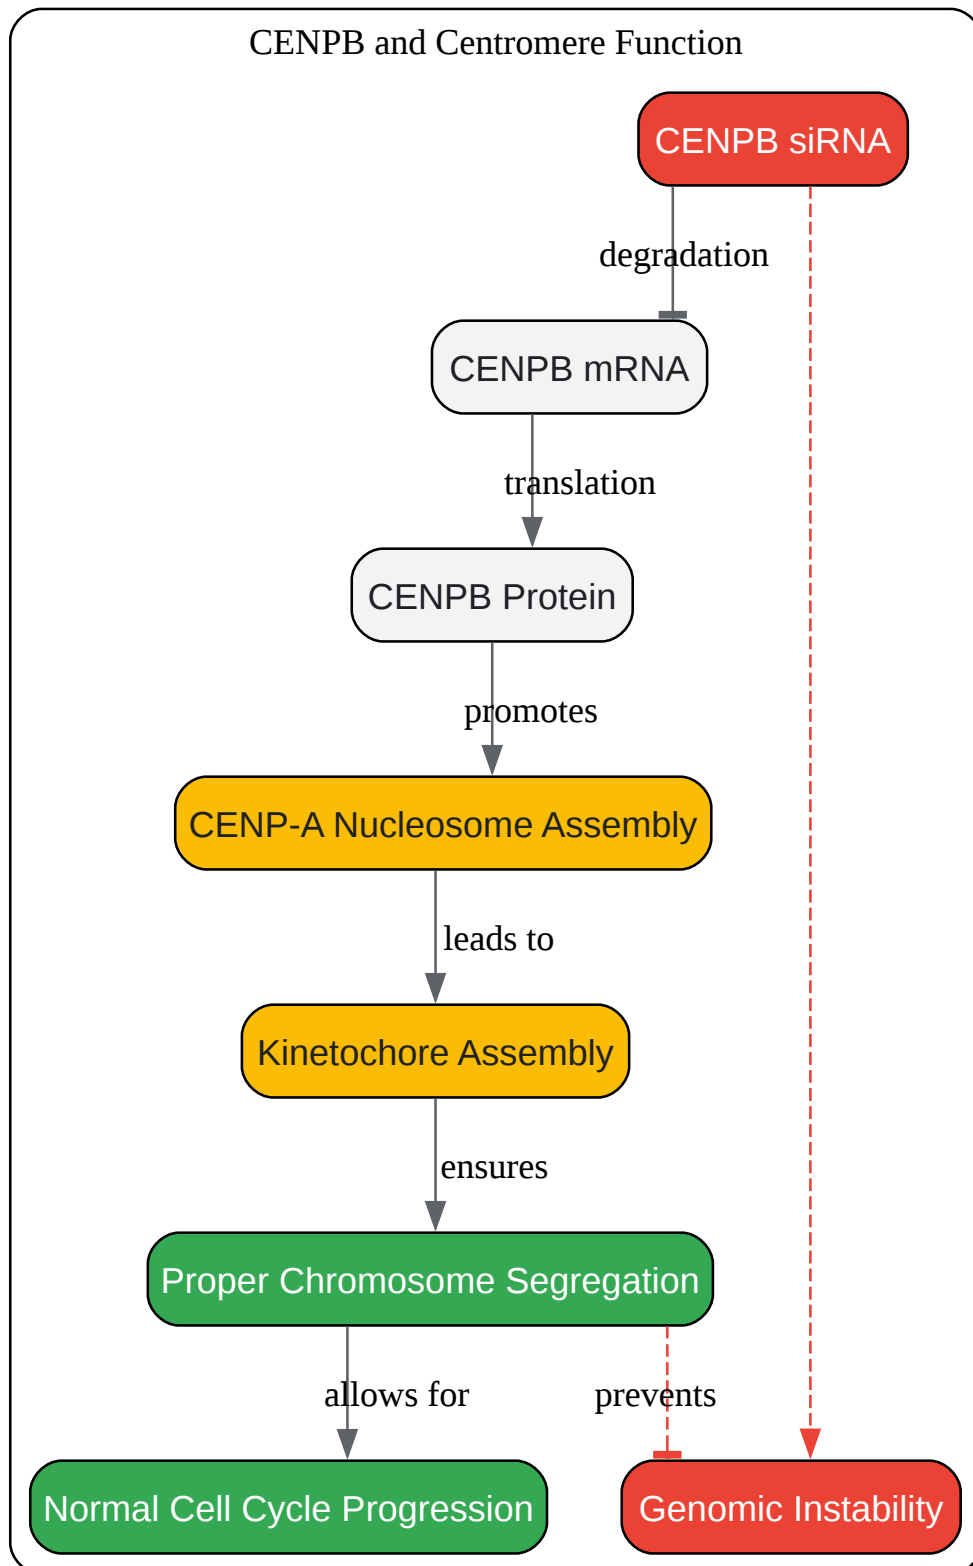 CENPB and Centromere Function
CENPB siRNA
degradation
CENPB mRNA
translation
CENPB Protein
promotes
CENP-A Nucleosome Assembly
leads to
Kinetochore Assembly
ensures
Proper Chromosome Segregation
allows for
prevents
Normal Cell Cycle Progression
Genomic Instability